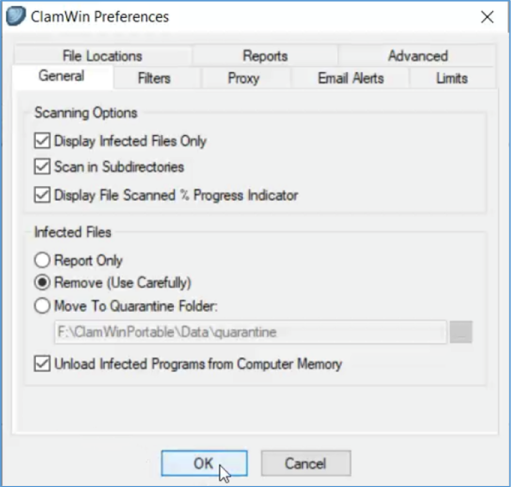 ClamWin Preferences
File Locations Reports Advanced
General Filters Proxy Email Alerts Limits
Scanning Options
Display Infected Files Only
Scan in Subdirectories
Display File Scanned % Progress Indicator
Infected Files
Report Only
Remove (Use Carefully)
Move To Quarantine Folder:
F:\ClamWinPortable\Data\quarantine
...
Unload Infected Programs from Computer Memory
OK Cancel